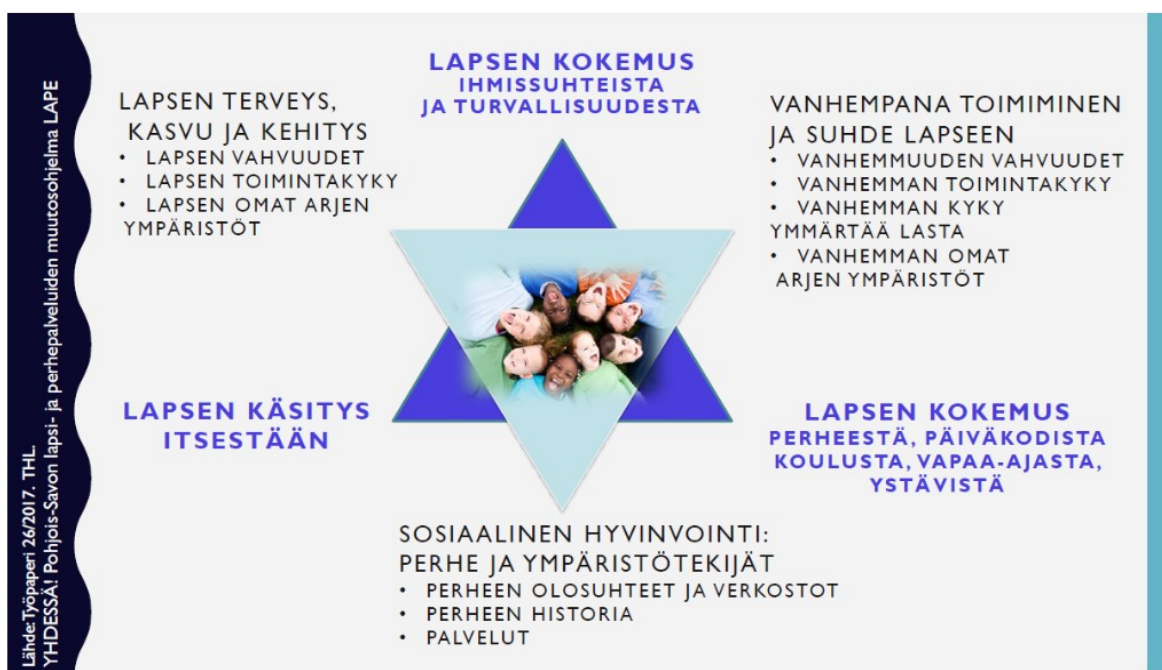 LAPSEN KOKEMUS
IHMISSUHTEISTA
JA TURVALLISUUDESTA
LAPSEN TERVEYS,
KASVU JA KEHITYS
• LAPSEN VAHVUUDET
• LAPSEN TOIMINTAKYKY
• LAPSEN OMAT ARJEN
YMPÄRISTÖT
VANHEMPANA TOIMIMINEN
JA SUHDE LAPSEEN
• VANHEMMUUDEN VAHVUUDET
• VANHEMMAN TOIMINTAKYKY
• VANHEMMAN KYKY
YMMÄRTÄÄ LASTA
• VANHEMMAN OMAT
ARJEN YMPÄRISTÖT
LAPSEN KÄSITYS
ITSESTÄÄN
LAPSEN KOKEMUS
PERHEESTÄ, PÄIVÄKODISTA
KOULUSTA, VAPAA-AJASTA,
YSTÄVISTÄ
SOSIAALINEN HYVINVOINTI:
PERHE JA YMPÄRISTÖTEKIJÄT
• PERHEEN OLOSUHTEET JA VERKOSTOT
• PERHEEN HISTORIA
• PALVELUT
Lähde: Työpaperi 26/2017. THL.
YHDESSÄ! Pohjois-Savon lapsi- ja perhepalveluiden muutosohjelma LAPE